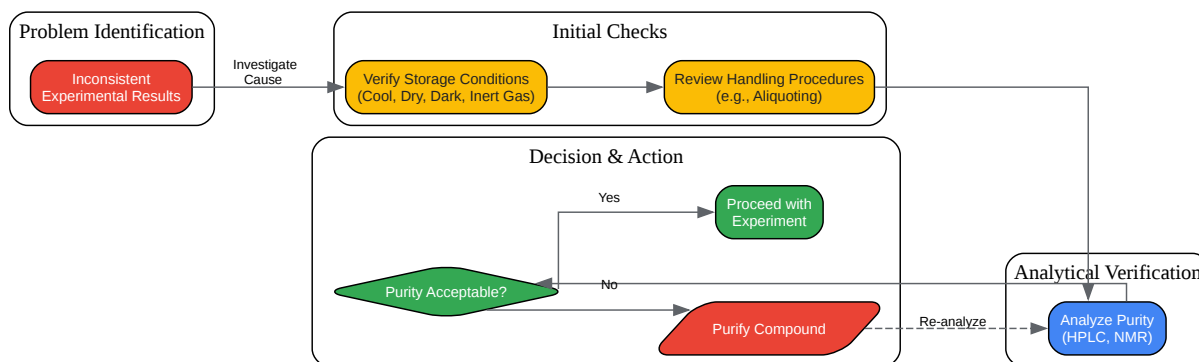 Problem Identification
Inconsistent
Experimental Results
Investigate
Cause
Initial Checks
Verify Storage Conditions
(Cool, Dry, Dark, Inert Gas)
Review Handling Procedures
(e.g., Aliquoting)
Decision & Action
Yes
Proceed with
Experiment
Purity Acceptable?
No
Purify Compound
Re-analyze
Analytical Verification
Analyze Purity
(HPLC, NMR)